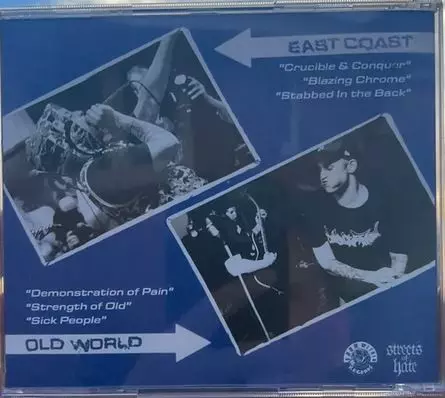 EAST COAST
"Crucible & Conquer"
"Blazing Chrome"
"Stabbed In the Back"
"Demonstration of Pain"
"Strength of Old"
"Sick People"
OLD WORLD
streets
of
hate